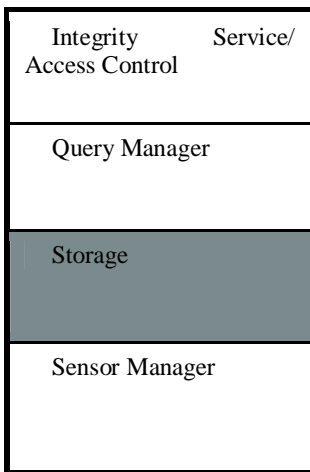 Integrity Service/
Access Control
Query Manager
Storage
Sensor Manager